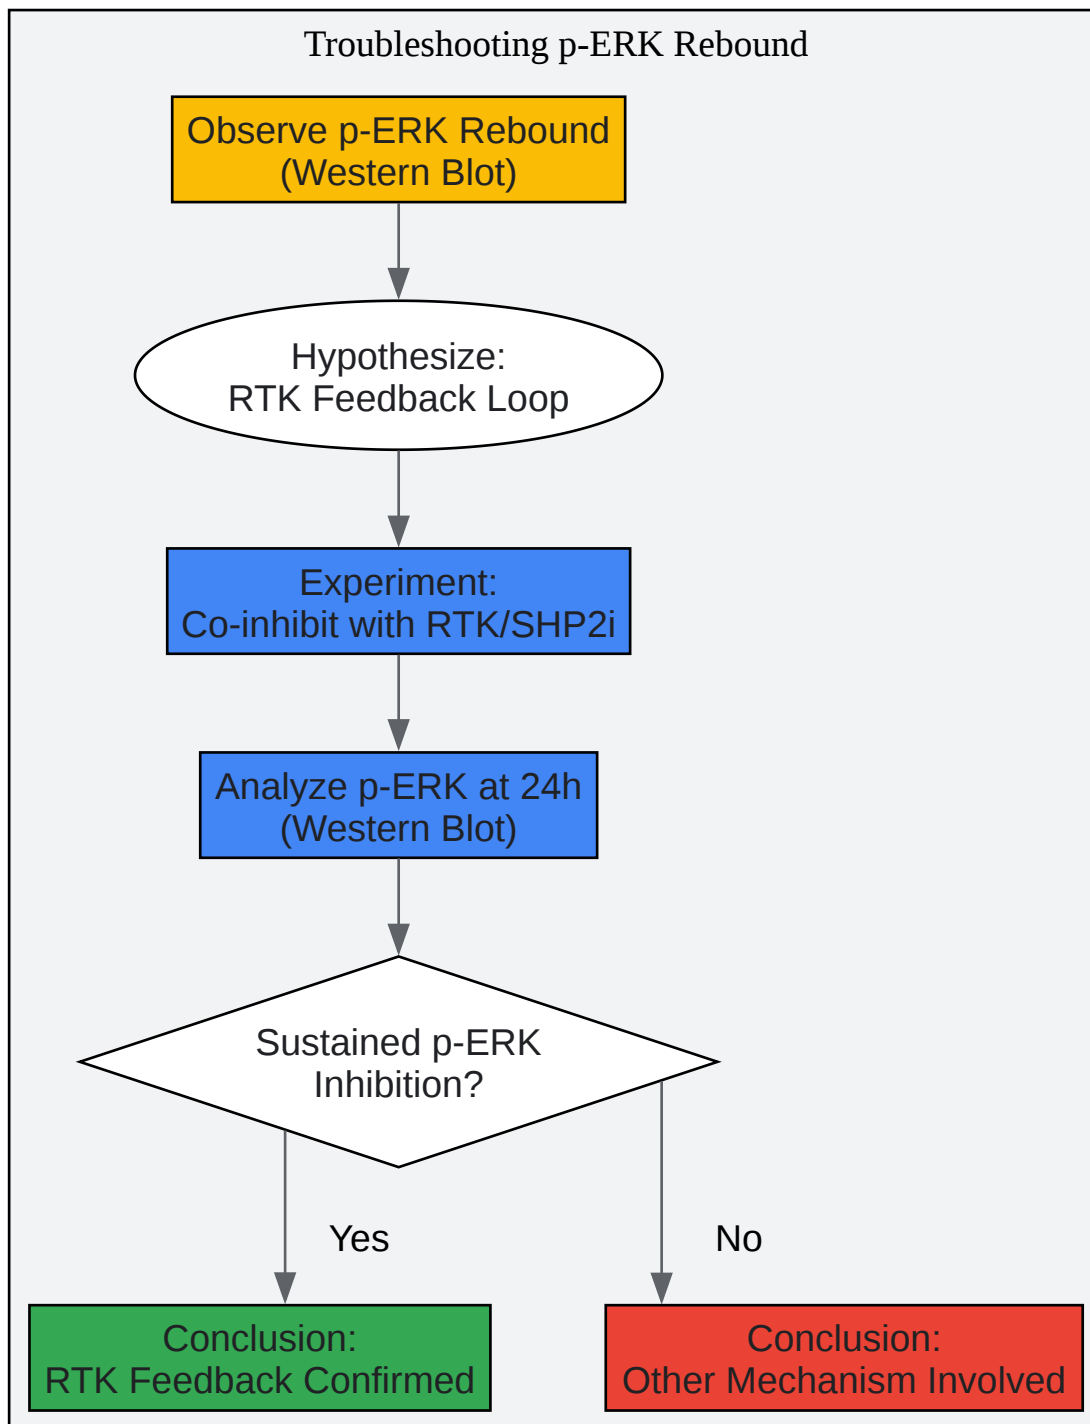 Troubleshooting p-ERK Rebound
Observe p-ERK Rebound
(Western Blot)
Hypothesize:
RTK Feedback Loop
Experiment:
Co-inhibit with RTK/SHP2i
Analyze p-ERK at 24h
(Western Blot)
Sustained p-ERK
Inhibition?
Yes
No
Conclusion:
RTK Feedback Confirmed
Conclusion:
Other Mechanism Involved